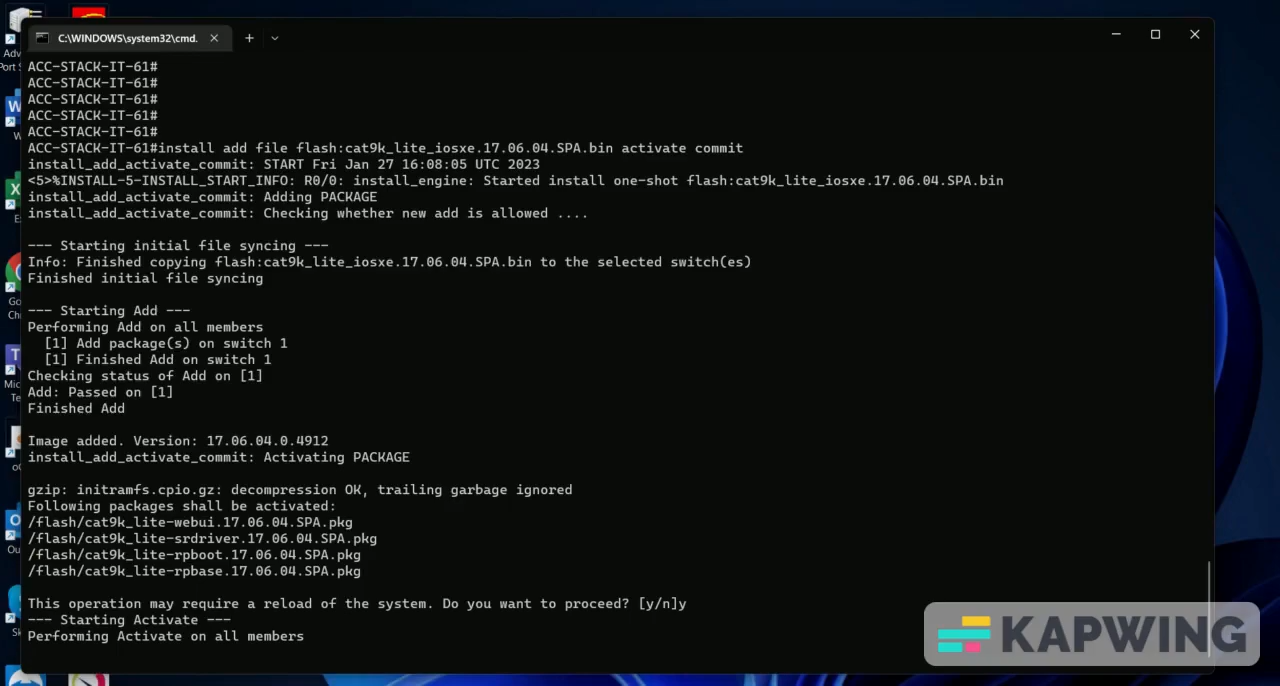 C:\WINDOWS\system32\cmd.
Adv
Port S
ACC-STACK-IT-61#
ACC-STACK-IT-61#
ACC-STACK-IT-61#
ACC-STACK-IT-61#
ACC-STACK-IT-61#
ACC-STACK-IT-61#install add file flash:cat9k_lite_iosxe.17.06.04.SPA.bin activate commit
install_add_activate_commit: START Fri Jan 27 16:08:05 UTC 2023
<5>%INSTALL-5-INSTALL_START_INFO: R0/0: install_engine: Started install one-shot flash:cat9k_lite_iosxe.17.06.04.SPA.bin
install_add_activate_commit: Adding PACKAGE
install_add_activate_commit: Checking whether new add is allowed ....
--- Starting initial file syncing ---
Info: Finished copying flash:cat9k_lite_iosxe.17.06.04.SPA.bin to the selected switch(es)
Finished initial file syncing
--- Starting Add ---
Performing Add on all members
[1] Add package(s) on switch 1
[1] Finished Add on switch 1
Checking status of Add on [1]
Add: Passed on [1]
Finished Add
Image added. Version: 17.06.04.0.4912
install_add_activate_commit: Activating PACKAGE
gzip: initramfs.cpio.gz: decompression OK, trailing garbage ignored
Following packages shall be activated:
/flash/cat9k_lite-webui.17.06.04.SPA.pkg
/flash/cat9k_lite-srdriver.17.06.04.SPA.pkg
/flash/cat9k_lite-rpboot.17.06.04.SPA.pkg
/flash/cat9k_lite-rpbase.17.06.04.SPA.pkg
This operation may require a reload of the system. Do you want to proceed? [y/n]y
--- Starting Activate ---
Performing Activate on all members
KAPWING